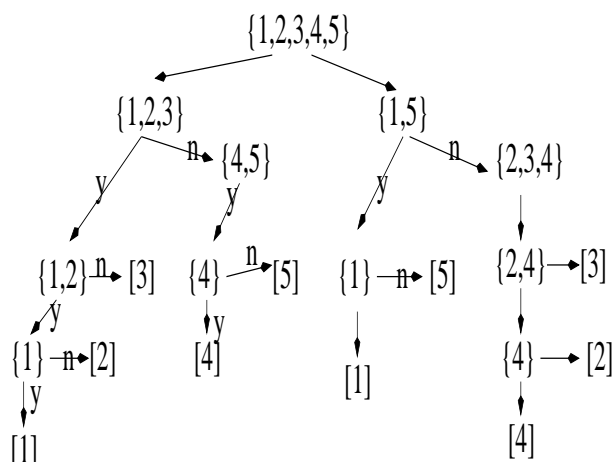 {1,2,3,4,5}
{1,2,3} {1,5}
n n
{4,5} {2,3,4}
y y y
{1,2} n [3] {4} n [5] {1} n [5] {2,4} [3]
y y
{1} n [2] [4] {4} [2]
[1]
y
[1] [4]